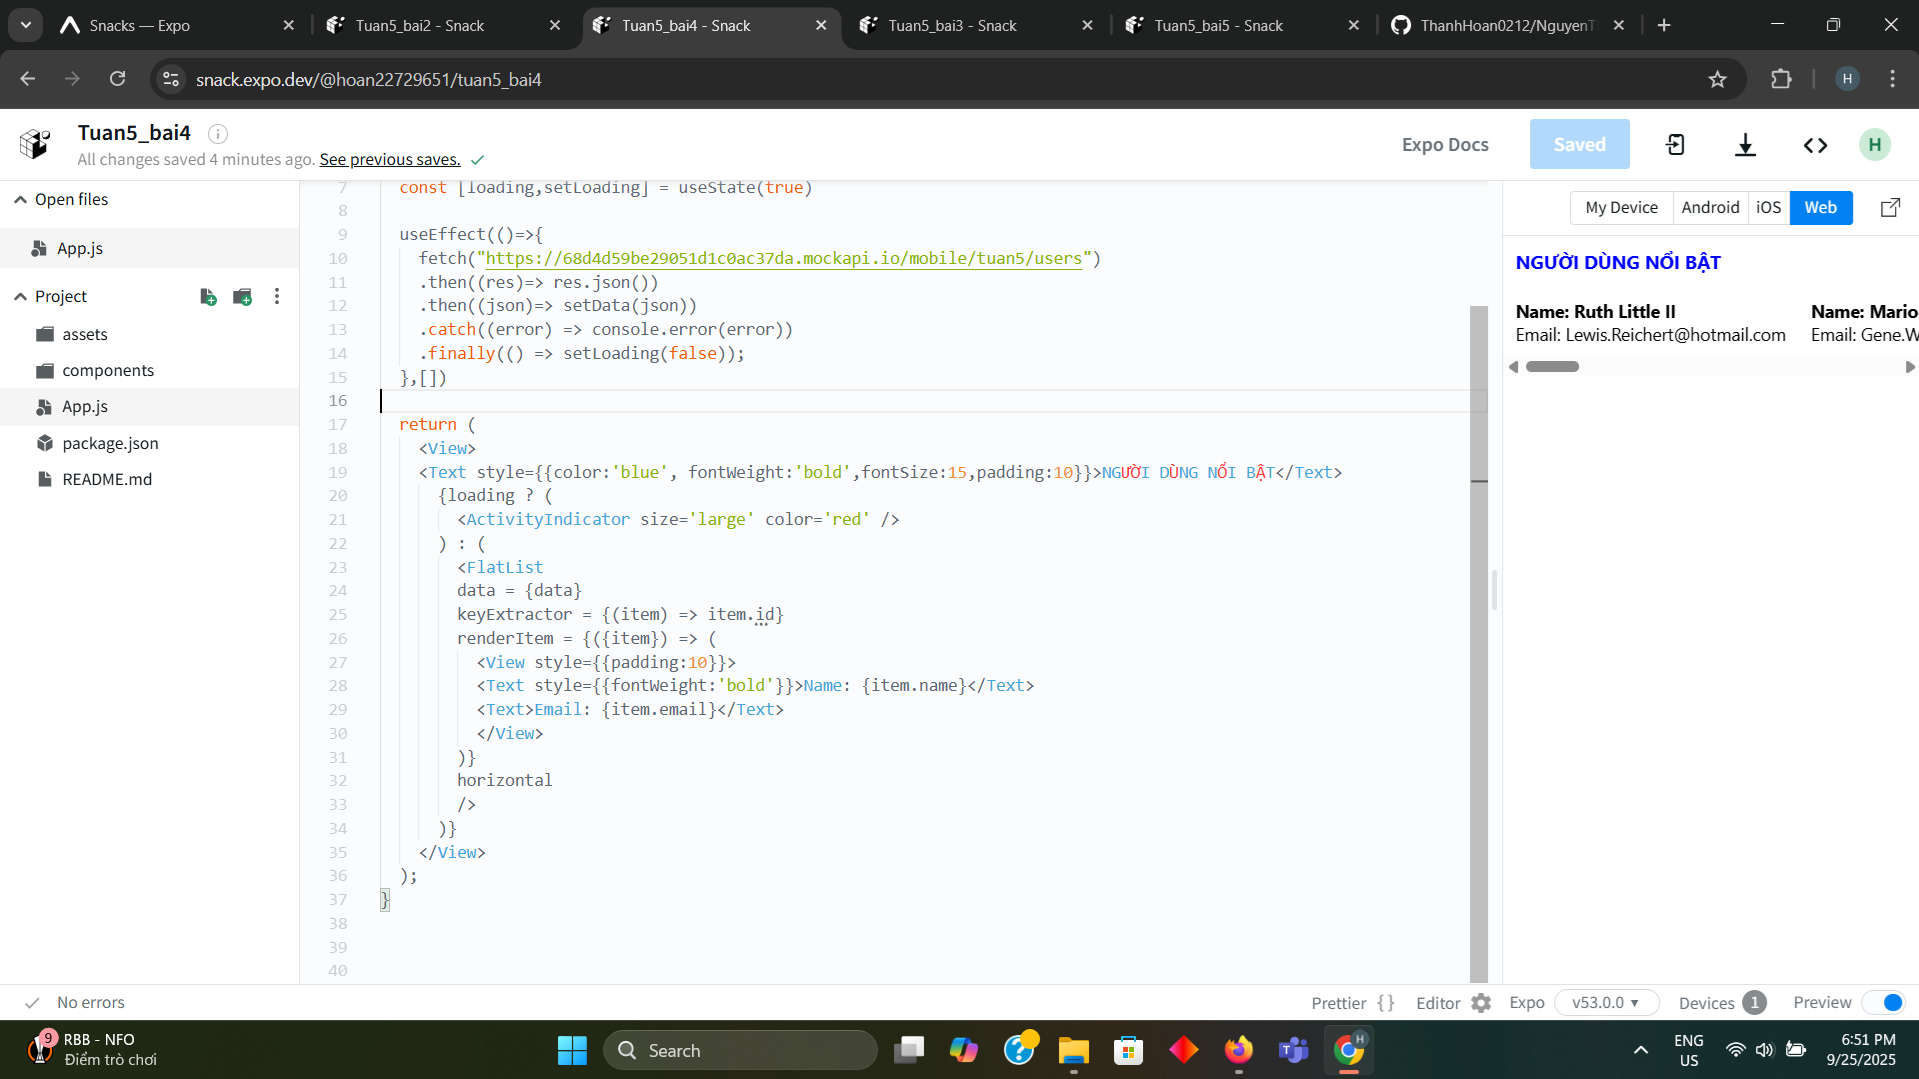 Snacks — Expo
Tuan5_bai2 - Snack
Tuan5_bai4 - Snack
Tuan5_bai3 - Snack
Tuan5_bai5 - Snack
ThanhHoan0212/NguyenT
snack.expo.dev/@hoan22729651/tuan5_bai4
H
Tuan5_bai4
All changes saved 4 minutes ago. See previous saves.
Expo Docs
Saved
H
Open files
App.js
Project
assets
components
App.js
package.json
README.md
7 const [loading,setLoading] = useState(true)
8
9 useEffect(()=>{
10 fetch("https://68d4d59be29051d1c0ac37da.mockapi.io/mobile/tuan5/users")
11 .then((res)=> res.json())
12 .then((json)=> setData(json))
13 .catch((error) => console.error(error))
14 .finally(() => setLoading(false));
15 },[])
16
17 return (
18 <View>
19 <Text style={{color:'blue', fontWeight:'bold',fontSize:15,padding:10}}>NGƯỜI DÙNG NỔI BẬT</Text>
20 {loading ? (
21 <ActivityIndicator size='large' color='red' />
22 ) : (
23 <FlatList
24 data = {data}
25 keyExtractor = {(item) => item.id}
26 renderItem = {({item}) => (
27 <View style={{padding:10}}>
28 <Text style={{fontWeight:'bold'}}>Name: {item.name}</Text>
29 <Text>Email: {item.email}</Text>
30 </View>
31 )}
32 horizontal
33 />
34 )}
35 </View>
36 );
37 }
38
39
40
My Device
Android
iOS
Web
NGƯỜI DÙNG NỔI BẬT
Name: Ruth Little II
Email: Lewis.Reichert@hotmail.com
Name: Mario
Email: Gene.W
No errors
Prettier {}
Editor
Expo
v53.0.0
Devices 1
Preview
9
RBB - NFO
Điểm trò chơi
Search
H
ENG
US
6:51 PM
9/25/2025